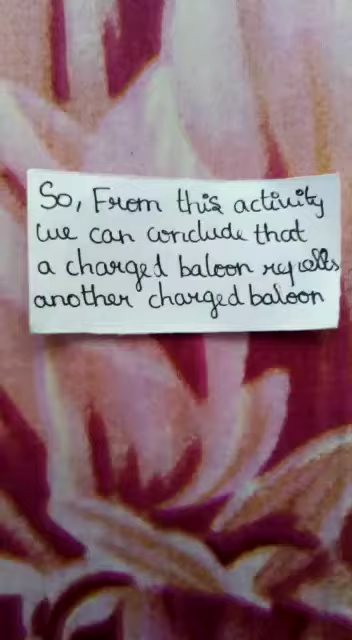 So, From this activity
we can conclude that
a charged baloon repells
another charged baloon